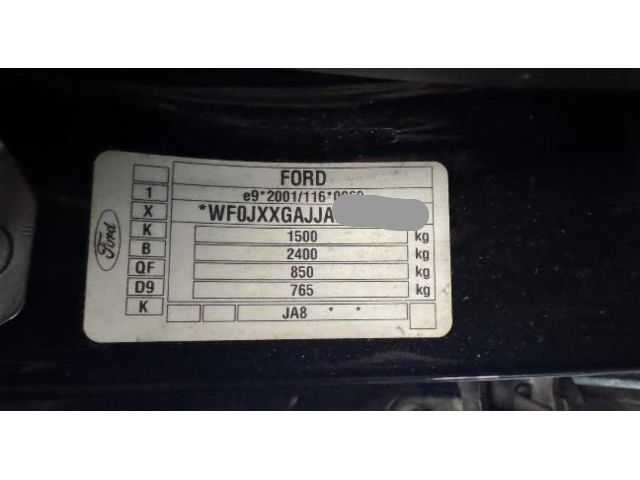 FORD
1 e9*2001/116*
X *WF0JXXGAJJA
K 1500 kg
B 2400 kg
QF 850 kg
D9 765 kg
K JA8 * *
Ford